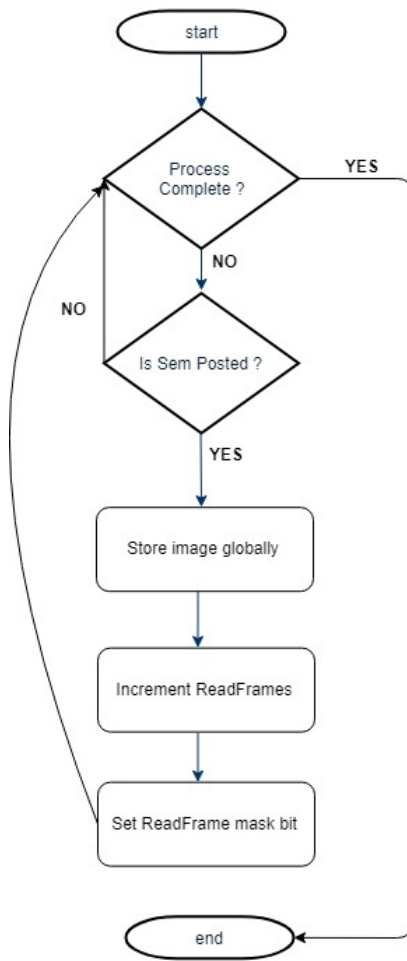 start
Process
Complete ?
YES
NO
NO
Is Sem Posted ?
YES
Store image globally
Increment ReadFrames
Set ReadFrame mask bit
end